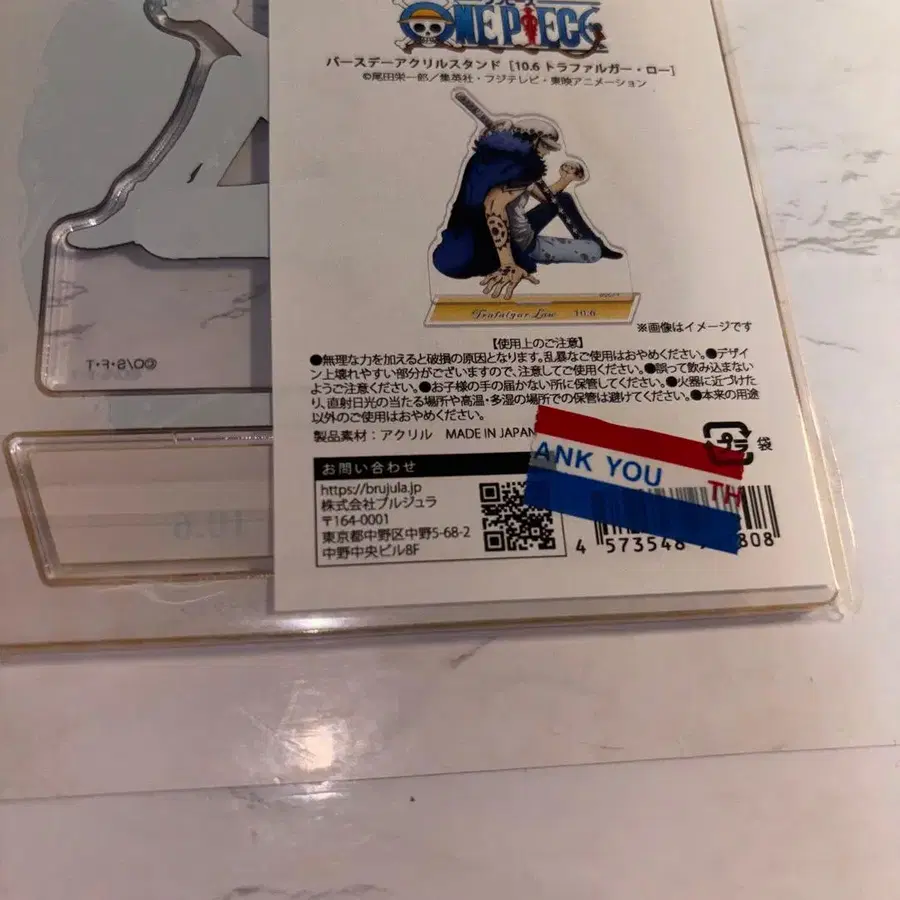 ONE PIECE
バースデーアクリルスタンド [10.6 トラファルガー・ロー]
©尾田栄一郎／集英社・フジテレビ・東映アニメーション
Trafalgar Law 10.6
※画像はイメージです
【使用上のご注意】
●無理な力を加えると破損の原因となります。乱暴なご使用はおやめください。●デザイン
上壊れやすい部分がございますので、注意してご使用ください。●誤って飲み込まない
ようご注意ください。●お子様の手の届かない所に保管してください。●火器に近づけた
り、直射日光の当たる場所や高温・多湿の場所での保管は避けてください。●本来の用途
以外のご使用はおやめください。
製品素材：アクリル MADE IN JAPAN
プラ 袋
ANK YOU TH
お問い合わせ
https://brujula.jp
株式会社ブルジュラ
〒164-0001
東京都中野区中野5-68-2
中野中央ビル8F
4 573548 808
©O/S・F・T
10.6